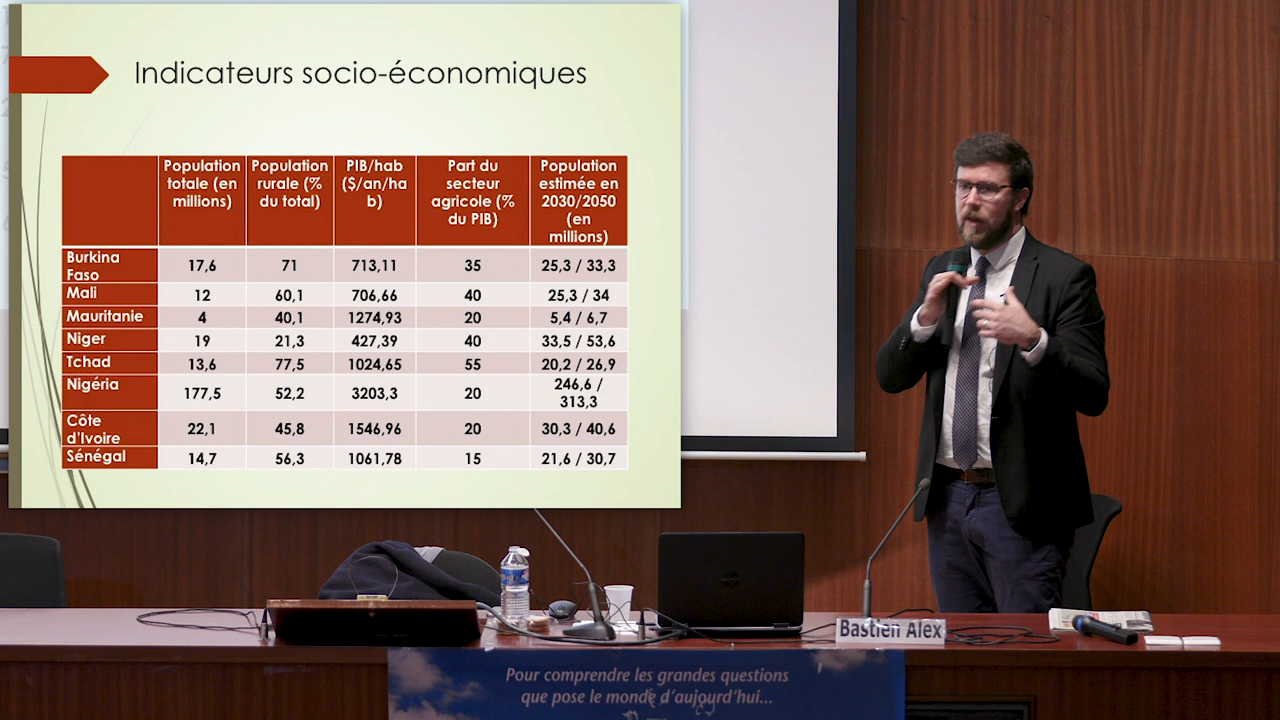 Indicateurs socio-économiques
Population totale (en millions) Population rurale (% du total) PIB/hab ($/an/ha b) Part du secteur agricole (% du PIB) Population estimée en 2030/2050 (en millions)
Burkina Faso 17,6 71 713,11 35 25,3 / 33,3
Mali 12 60,1 706,66 40 25,3 / 34
Mauritanie 4 40,1 1274,93 20 5,4 / 6,7
Niger 19 21,3 427,39 40 33,5 / 53,6
Tchad 13,6 77,5 1024,65 55 20,2 / 26,9
Nigéria 177,5 52,2 3203,3 20 246,6 / 313,3
Côte d'Ivoire 22,1 45,8 1546,96 20 30,3 / 40,6
Sénégal 14,7 56,3 1061,78 15 21,6 / 30,7
Bastien Alex
Pour comprendre les grandes questions
que pose le monde d'aujourd'hui...